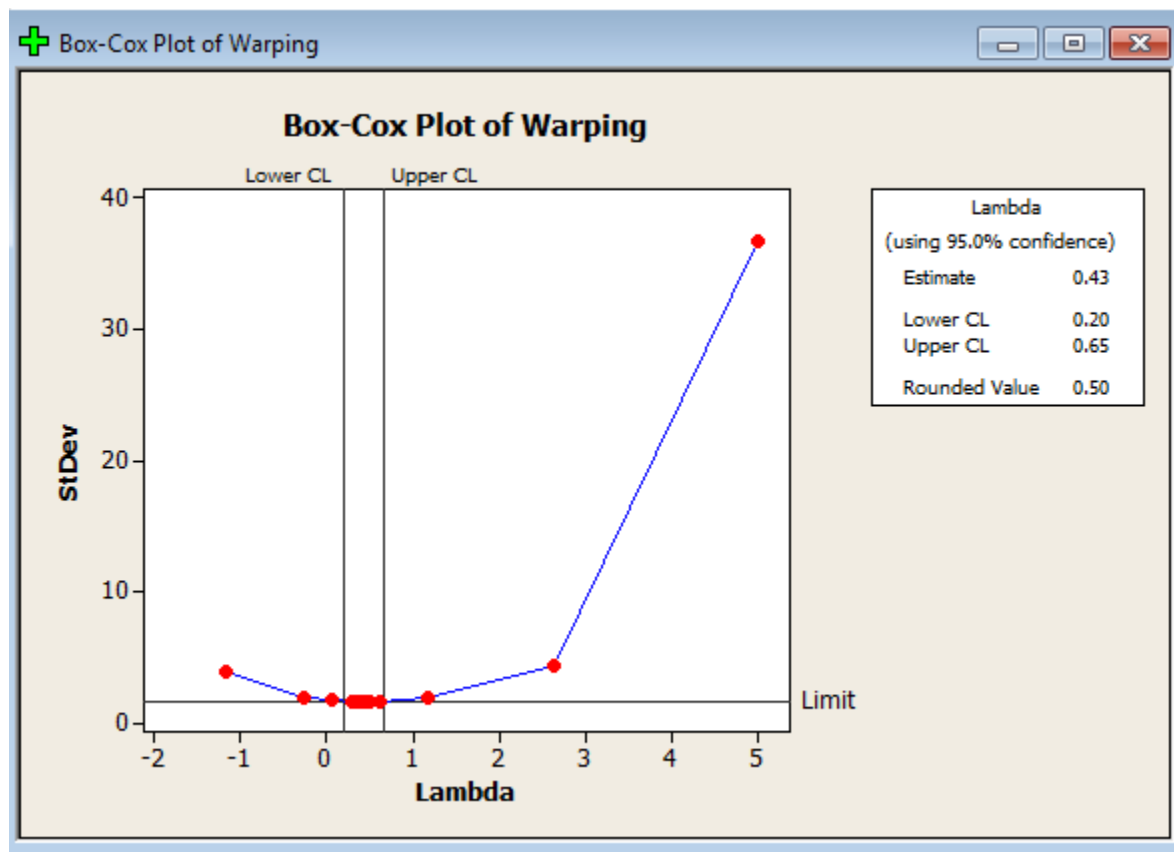 Box-Cox Plot of Warping
Box-Cox Plot of Warping
Lower CL Upper CL
40
30
20
10
0
StDev
-2 -1 0 1 2 3 4 5
Lambda
Limit
Lambda
(using 95.0% confidence)
Estimate 0.43
Lower CL 0.20
Upper CL 0.65
Rounded Value 0.50